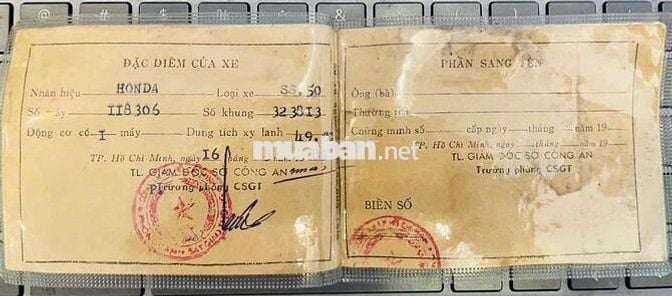 ĐẶC ĐIỂM CỦA XE
Nhãn hiệu HONDA Loại xe SS.50
Số máy 118306 Số khung 323813
Động cơ có I máy Dung tích xy lanh 49.
TP. Hồ Chí Minh, ngày 16 tháng
TL. GIÁM ĐỐC SỞ CÔNG AN
Trưởng phòng CSGT
PHẦN SANG TÊN
Ông (bà)
Thường trú
Chứng minh số cấp ngày tháng năm 19
TP. Hồ Chí Minh, ngày tháng năm 19
TL. GIÁM ĐỐC SỞ CÔNG AN
Trưởng phòng CSGT
BIỂN SỐ
muaban.net